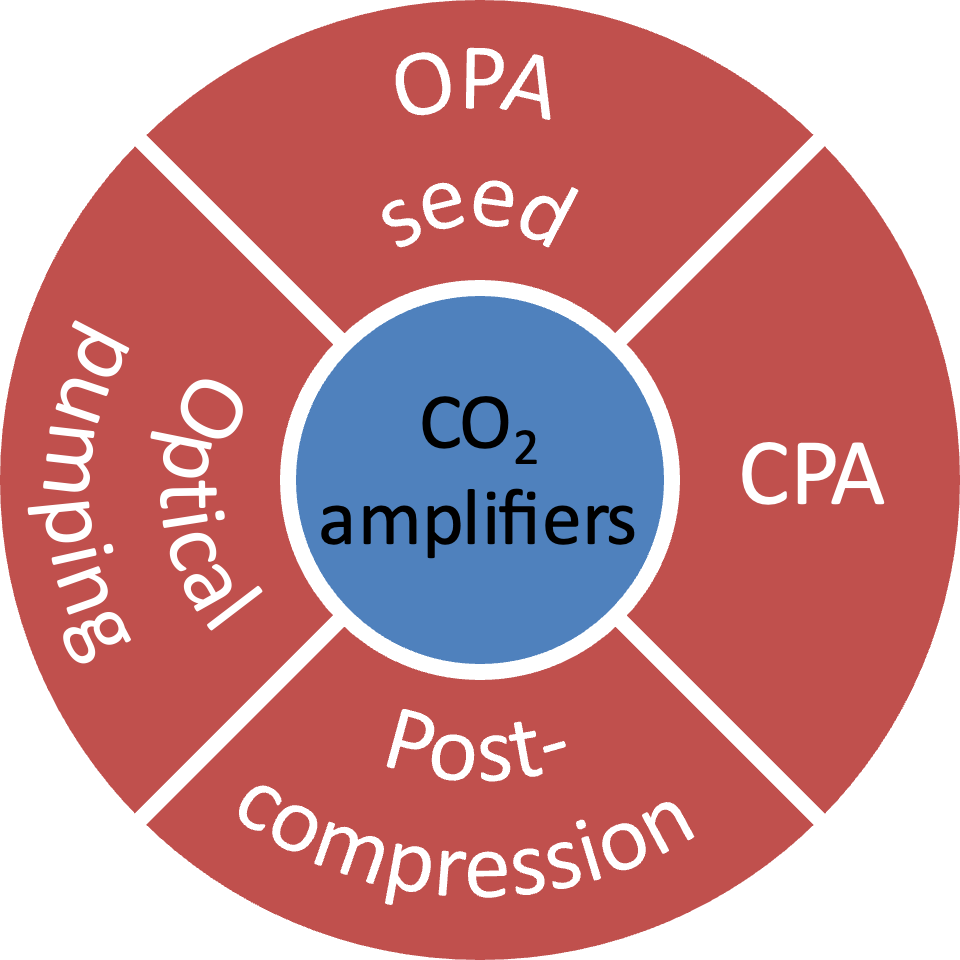 OPA
seed
CPA
Post-
compression
Optical
pumping
CO₂
amplifiers